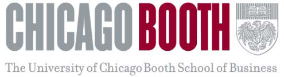 CHICAGO BOOTH
The University of Chicago Booth School of Business